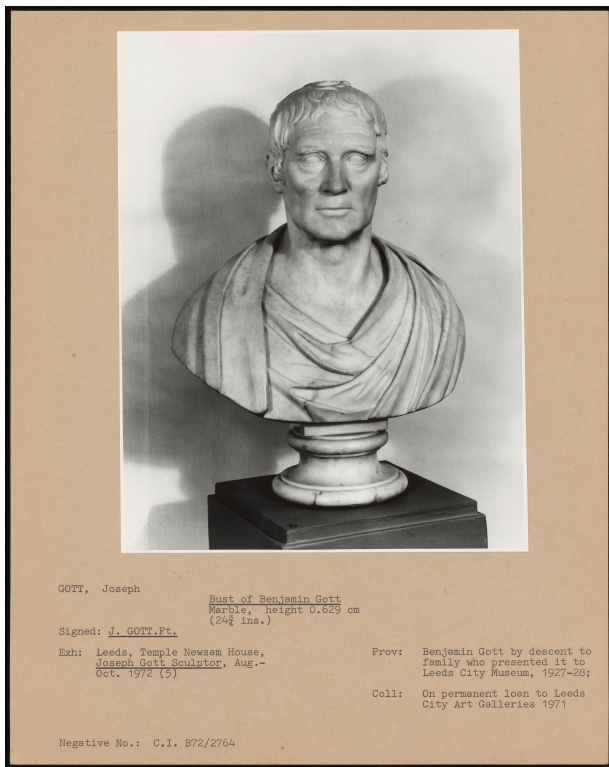 GOTT, Joseph
Bust of Benjamin Gott
Marble, height 0.629 cm
(24¾ ins.)
Signed: J. GOTT.Ft.
Exh: Leeds, Temple Newsam House,
Joseph Gott Sculptor, Aug.-
Oct. 1972 (5)
Prov: Benjamin Gott by descent to
family who presented it to
Leeds City Museum, 1927-28;
Coll: On permanent loan to Leeds
City Art Galleries 1971
Negative No.: C.I. B72/2764